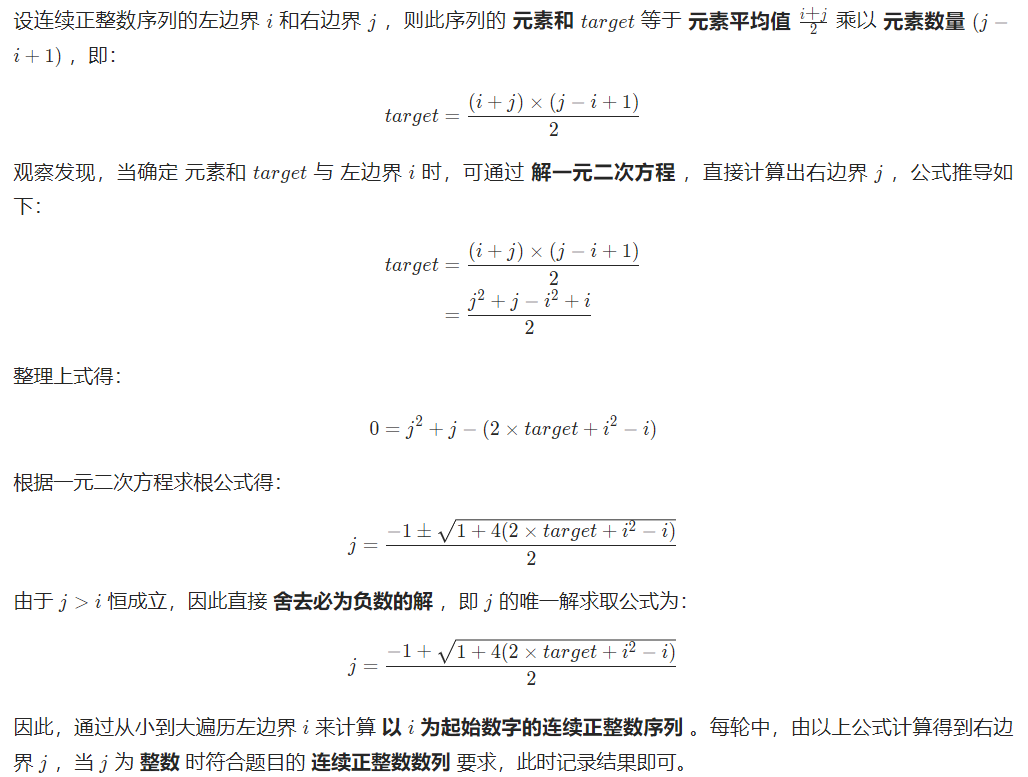 设连续正整数序列的左边界 i 和右边界 j ，则此序列的 元素和 target 等于 元素平均值 \frac{i+j}{2} 乘以 元素数量 (j −
i + 1) ，即：
target = \frac{(i + j) × (j − i + 1)}{2}
观察发现，当确定 元素和 target 与 左边界 i 时，可通过 解一元二次方程 ，直接计算出右边界 j ，公式推导如
下：
target = \frac{(i + j) × (j − i + 1)}{2}
= \frac{j^2 + j − i^2 + i}{2}
整理上式得：
0 = j^2 + j − (2 × target + i^2 − i)
根据一元二次方程求根公式得：
j = \frac{−1 ± \sqrt{1 + 4(2 × target + i^2 − i)}}{2}
由于 j > i 恒成立，因此直接 舍去必为负数的解 ，即 j 的唯一解求取公式为：
j = \frac{−1 + \sqrt{1 + 4(2 × target + i^2 − i)}}{2}
因此，通过从小到大遍历左边界 i 来计算 以 i 为起始数字的连续正整数序列 。每轮中，由以上公式计算得到右边
界 j ，当 j 为 整数 时符合题目的 连续正整数数列 要求，此时记录结果即可。